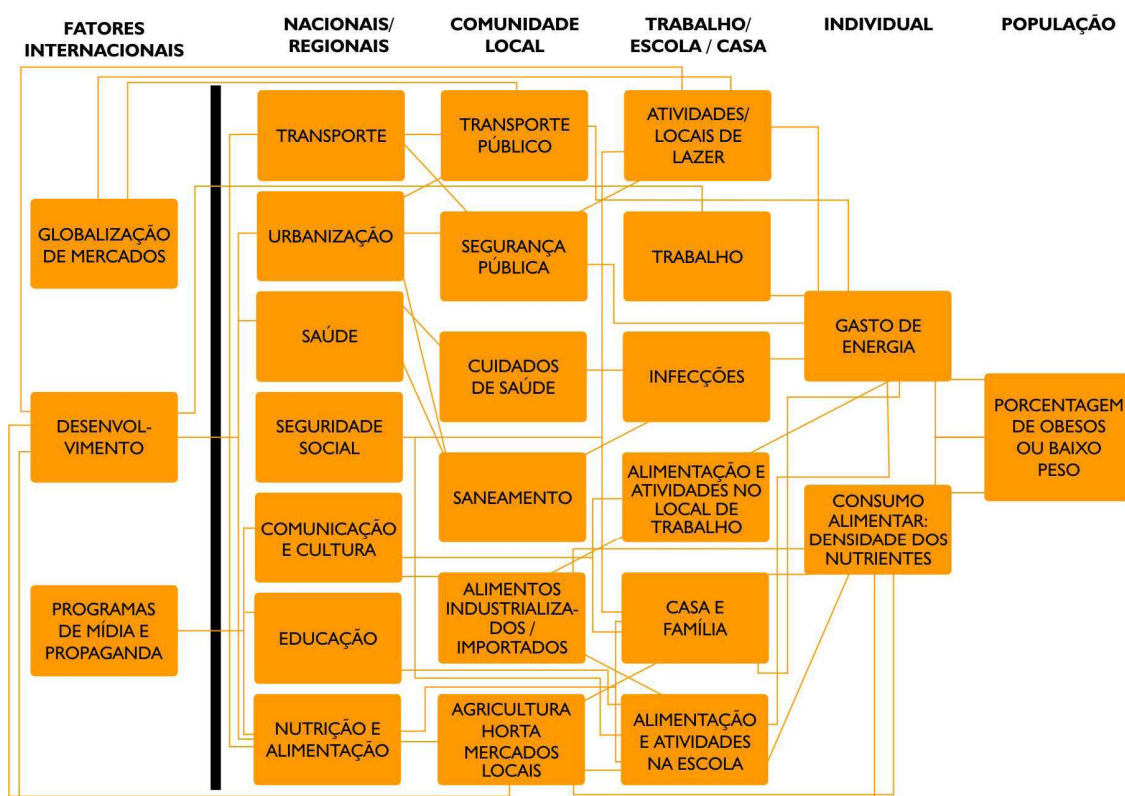 FATORES
INTERNACIONAIS
NACIONAIS/
REGIONAIS
COMUNIDADE
LOCAL
TRABALHO/
ESCOLA / CASA
INDIVIDUAL
POPULAÇÃO
GLOBALIZAÇÃO
DE MERCADOS
DESENVOL-
VIMENTO
PROGRAMAS
DE MÍDIA E
PROPAGANDA
TRANSPORTE
URBANIZAÇÃO
SAÚDE
SEGURIDADE
SOCIAL
COMUNICAÇÃO
E CULTURA
EDUCAÇÃO
NUTRIÇÃO E
ALIMENTAÇÃO
TRANSPORTE
PÚBLICO
SEGURANÇA
PÚBLICA
CUIDADOS
DE SAÚDE
SANEAMENTO
ALIMENTOS
INDUSTRIALIZA-
DOS /
IMPORTADOS
AGRICULTURA
HORTA
MERCADOS
LOCAIS
ATIVIDADES/
LOCAIS DE
LAZER
TRABALHO
INFECÇÕES
ALIMENTAÇÃO E
ATIVIDADES NO
LOCAL DE
TRABALHO
CASA E
FAMÍLIA
ALIMENTAÇÃO
E ATIVIDADES
NA ESCOLA
GASTO DE
ENERGIA
CONSUMO
ALIMENTAR:
DENSIDADE DOS
NUTRIENTES
PORCENTAGEM
DE OBESOS
OU BAIXO
PESO